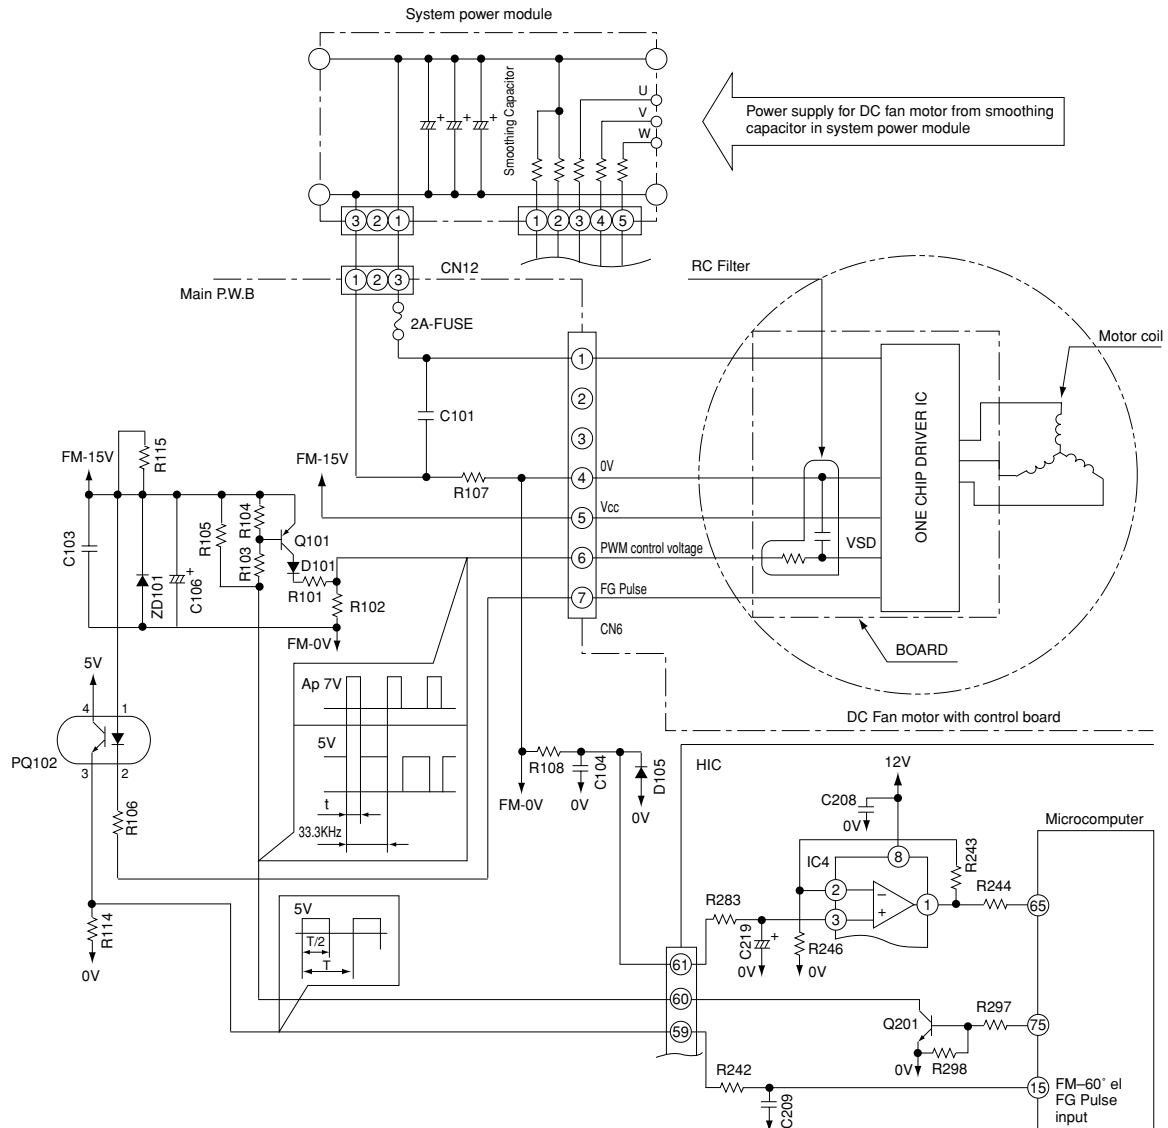 System power module
U
V
W
Smoothing Capacitor
Power supply for DC fan motor from smoothing
capacitor in system power module
3 2 1
1 2 3 4 5
CN12
1 2 3
Main P.W.B
2A-FUSE
RC Filter
Motor coil
1
2
3
4
5
6
7
C101
R107
0V
Vcc
PWM control voltage
FG Pulse
CN6
VSD
ONE CHIP DRIVER IC
BOARD
DC Fan motor with control board
FM-15V
R115
FM-15V
C103
ZD101
C106
+
R105
R104
R103
Q101
D101
R101
R102
FM-0V
5V
4
1
PQ102
3
2
R106
R114
0V
Ap 7V
5V
t
33.3KHz
5V
T/2
T
R108
C104
D105
FM-0V
0V
0V
HIC
12V
C208
0V
Microcomputer
IC4
8
R243
2
3
1
R283
R244
65
C219
+
R246
0V
0V
61
60
59
Q201
R297
75
R298
0V
R242
C209
15
FM–60° el
FG Pulse
input